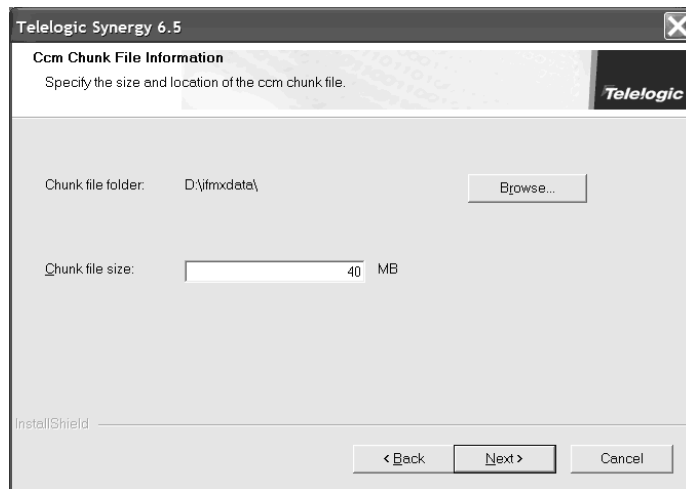 Telelogic Synergy 6.5
Ccm Chunk File Information
Specify the size and location of the ccm chunk file.
Telelogic
Chunk file folder: D:\ifmxdata\ Browse...
Chunk file size: 40 MB
InstallShield
< Back Next > Cancel